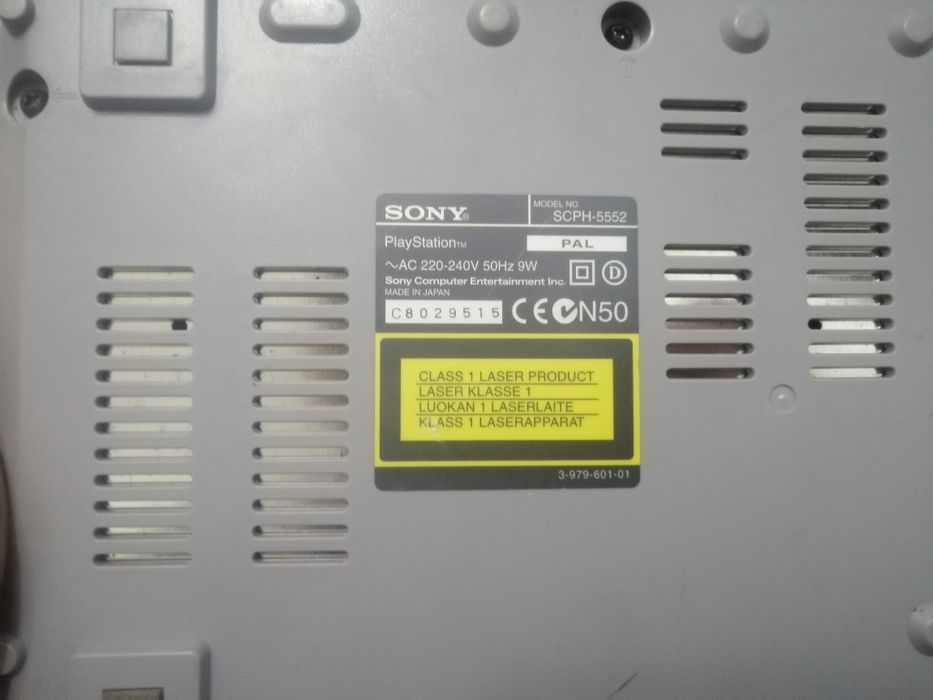 SONY®
MODEL NO.
SCPH-5552
PlayStation™
PAL
~AC 220-240V 50Hz 9W
D
Sony Computer Entertainment Inc.
MADE IN JAPAN
C8029515
CE N50
CLASS 1 LASER PRODUCT
LASER KLASSE 1
LUOKAN 1 LASERLAITE
KLASS 1 LASERAPPARAT
3-979-601-01